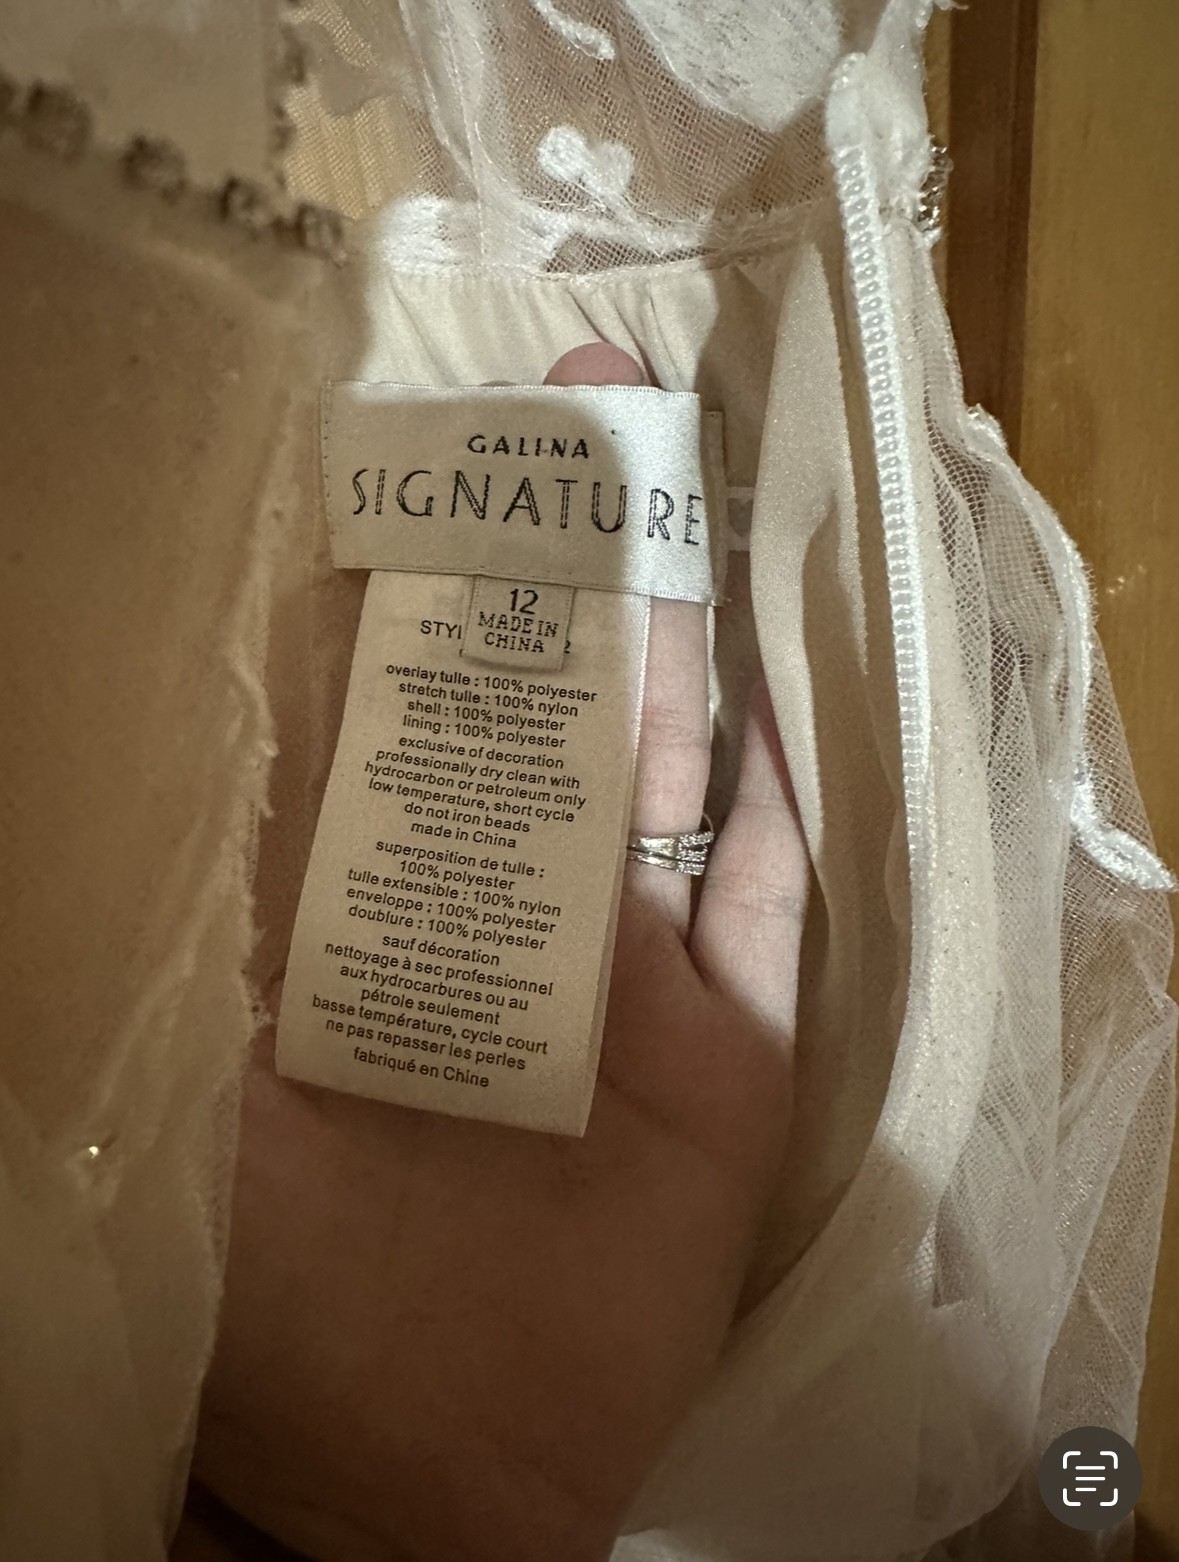 GALINA
SIGNATURE
12
MADE IN
CHINA
overlay tulle : 100% polyester
stretch tulle : 100% nylon
shell : 100% polyester
lining : 100% polyester
exclusive of decoration
professionally dry clean with
hydrocarbon or petroleum only
low temperature, short cycle
do not iron beads
made in China
superposition de tulle :
100% polyester
tulle extensible : 100% nylon
enveloppe : 100% polyester
doublure : 100% polyester
sauf décoration
nettoyage à sec professionnel
aux hydrocarbures ou au
pétrole seulement
basse température, cycle court
ne pas repasser les perles
fabriqué en Chine